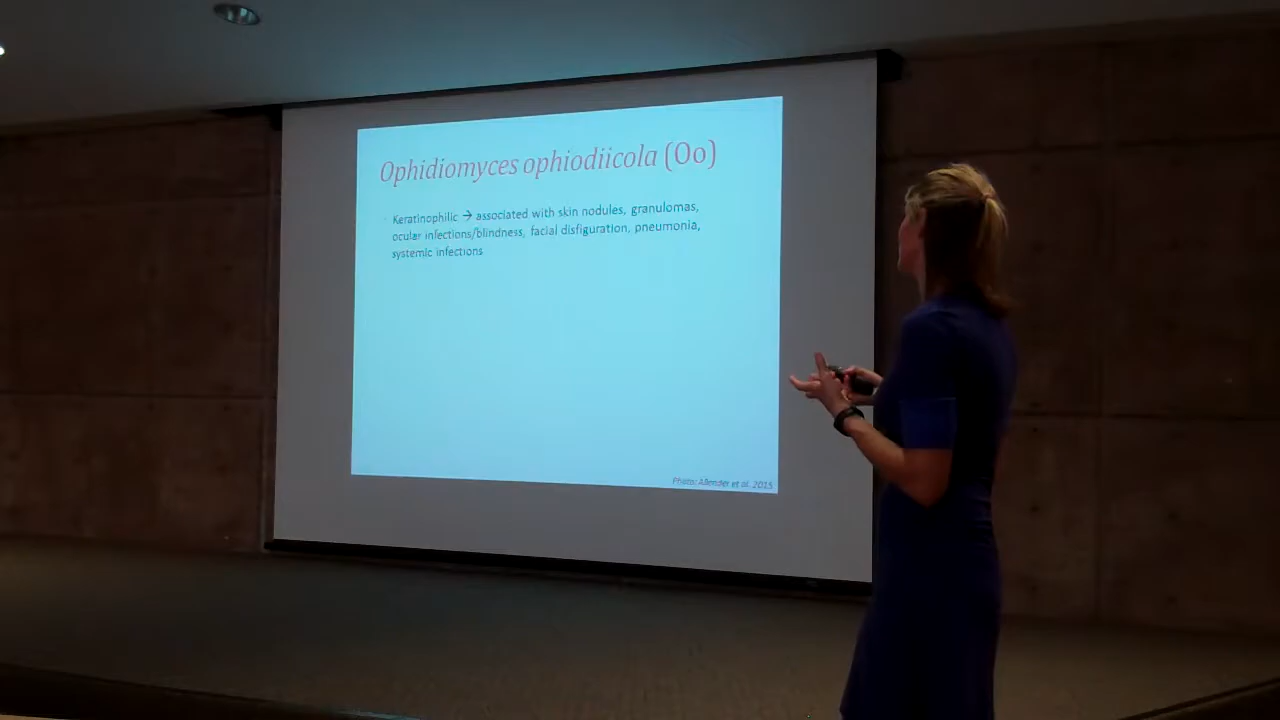 Ophidiomyces ophiodiicola (Oo)
Keratinophilic → associated with skin nodules, granulomas,
ocular infections/blindness, facial disfiguration, pneumonia,
systemic infections
Photo: Allender et al. 2015